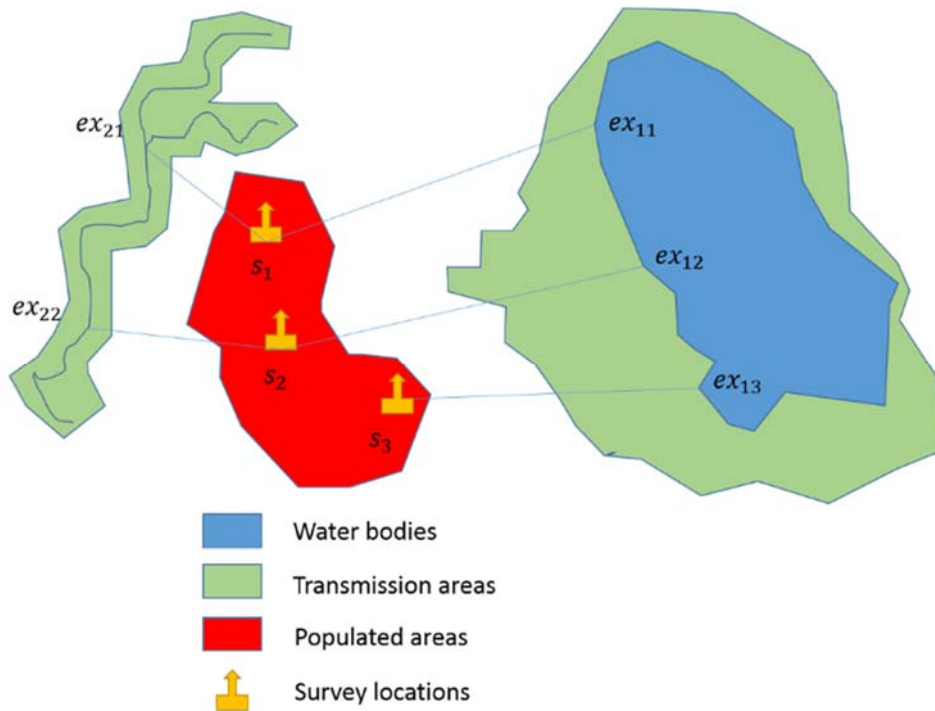 ex₂₁
ex₁₁
s₁
ex₁₂
ex₂₂
s₂
ex₁₃
s₃
Water bodies
Transmission areas
Populated areas
Survey locations